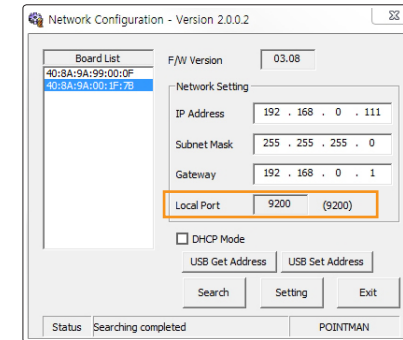 Network Configuration - Version 2.0.0.2
Board List
40:8A:9A:99:00:0F
40:8A:9A:00:1F:7B
F/W Version 03.08
Network Setting
IP Address 192 . 168 . 0 . 111
Subnet Mask 255 . 255 . 255 . 0
Gateway 192 . 168 . 0 . 1
Local Port 9200 (9200)
DHCP Mode
USB Get Address USB Set Address
Search Setting Exit
Status Searching completed POINTMAN